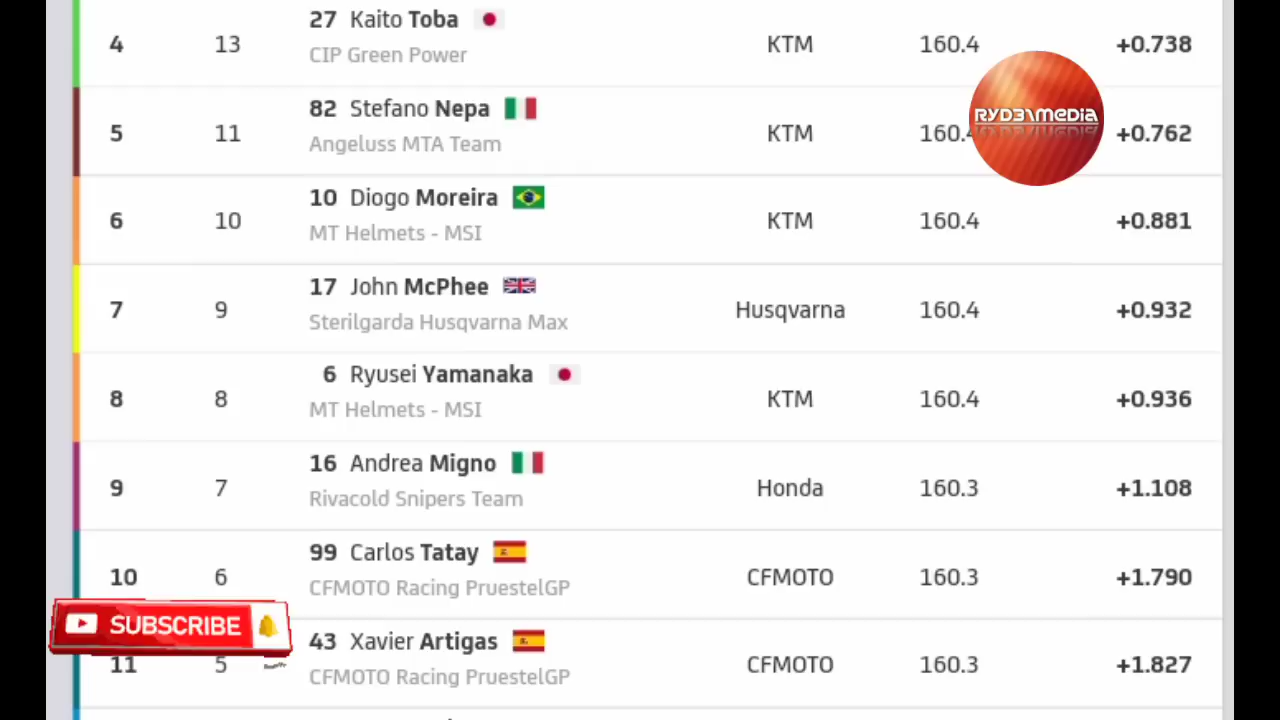 4 13 27 Kaito Toba KTM 160.4 +0.738
CIP Green Power
RYD3\MEDIA
5 11 82 Stefano Nepa KTM 160.4 +0.762
Angeluss MTA Team
6 10 10 Diogo Moreira KTM 160.4 +0.881
MT Helmets - MSI
7 9 17 John McPhee Husqvarna 160.4 +0.932
Sterilgarda Husqvarna Max
8 8 6 Ryusei Yamanaka KTM 160.4 +0.936
MT Helmets - MSI
9 7 16 Andrea Migno Honda 160.3 +1.108
Rivacold Snipers Team
10 6 99 Carlos Tatay CFMOTO 160.3 +1.790
CFMOTO Racing PruestelGP
SUBSCRIBE
11 5 43 Xavier Artigas CFMOTO 160.3 +1.827
CFMOTO Racing PruestelGP